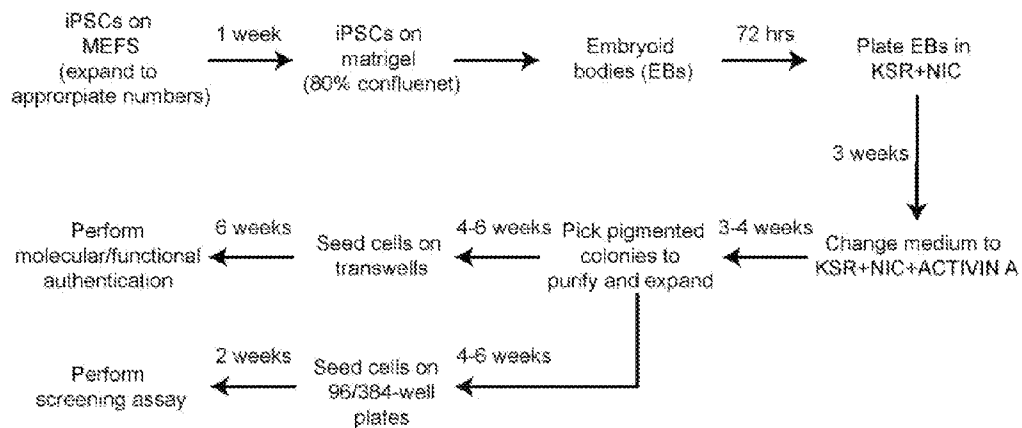 iPSCs on
MEFS
(expand to
approrpiate numbers)
1 week
iPSCs on
matrigel
(80% confluenet)
Embryoid
bodies (EBs)
72 hrs
Plate EBs in
KSR+NIC
3 weeks
Change medium to
KSR+NIC+ACTIVIN A
3-4 weeks
Pick pigmented
colonies to
purify and expand
4-6 weeks
Seed cells on
transwells
6 weeks
Perform
molecular/functional
authentication
4-6 weeks
Seed cells on
96/384-well
plates
2 weeks
Perform
screening assay